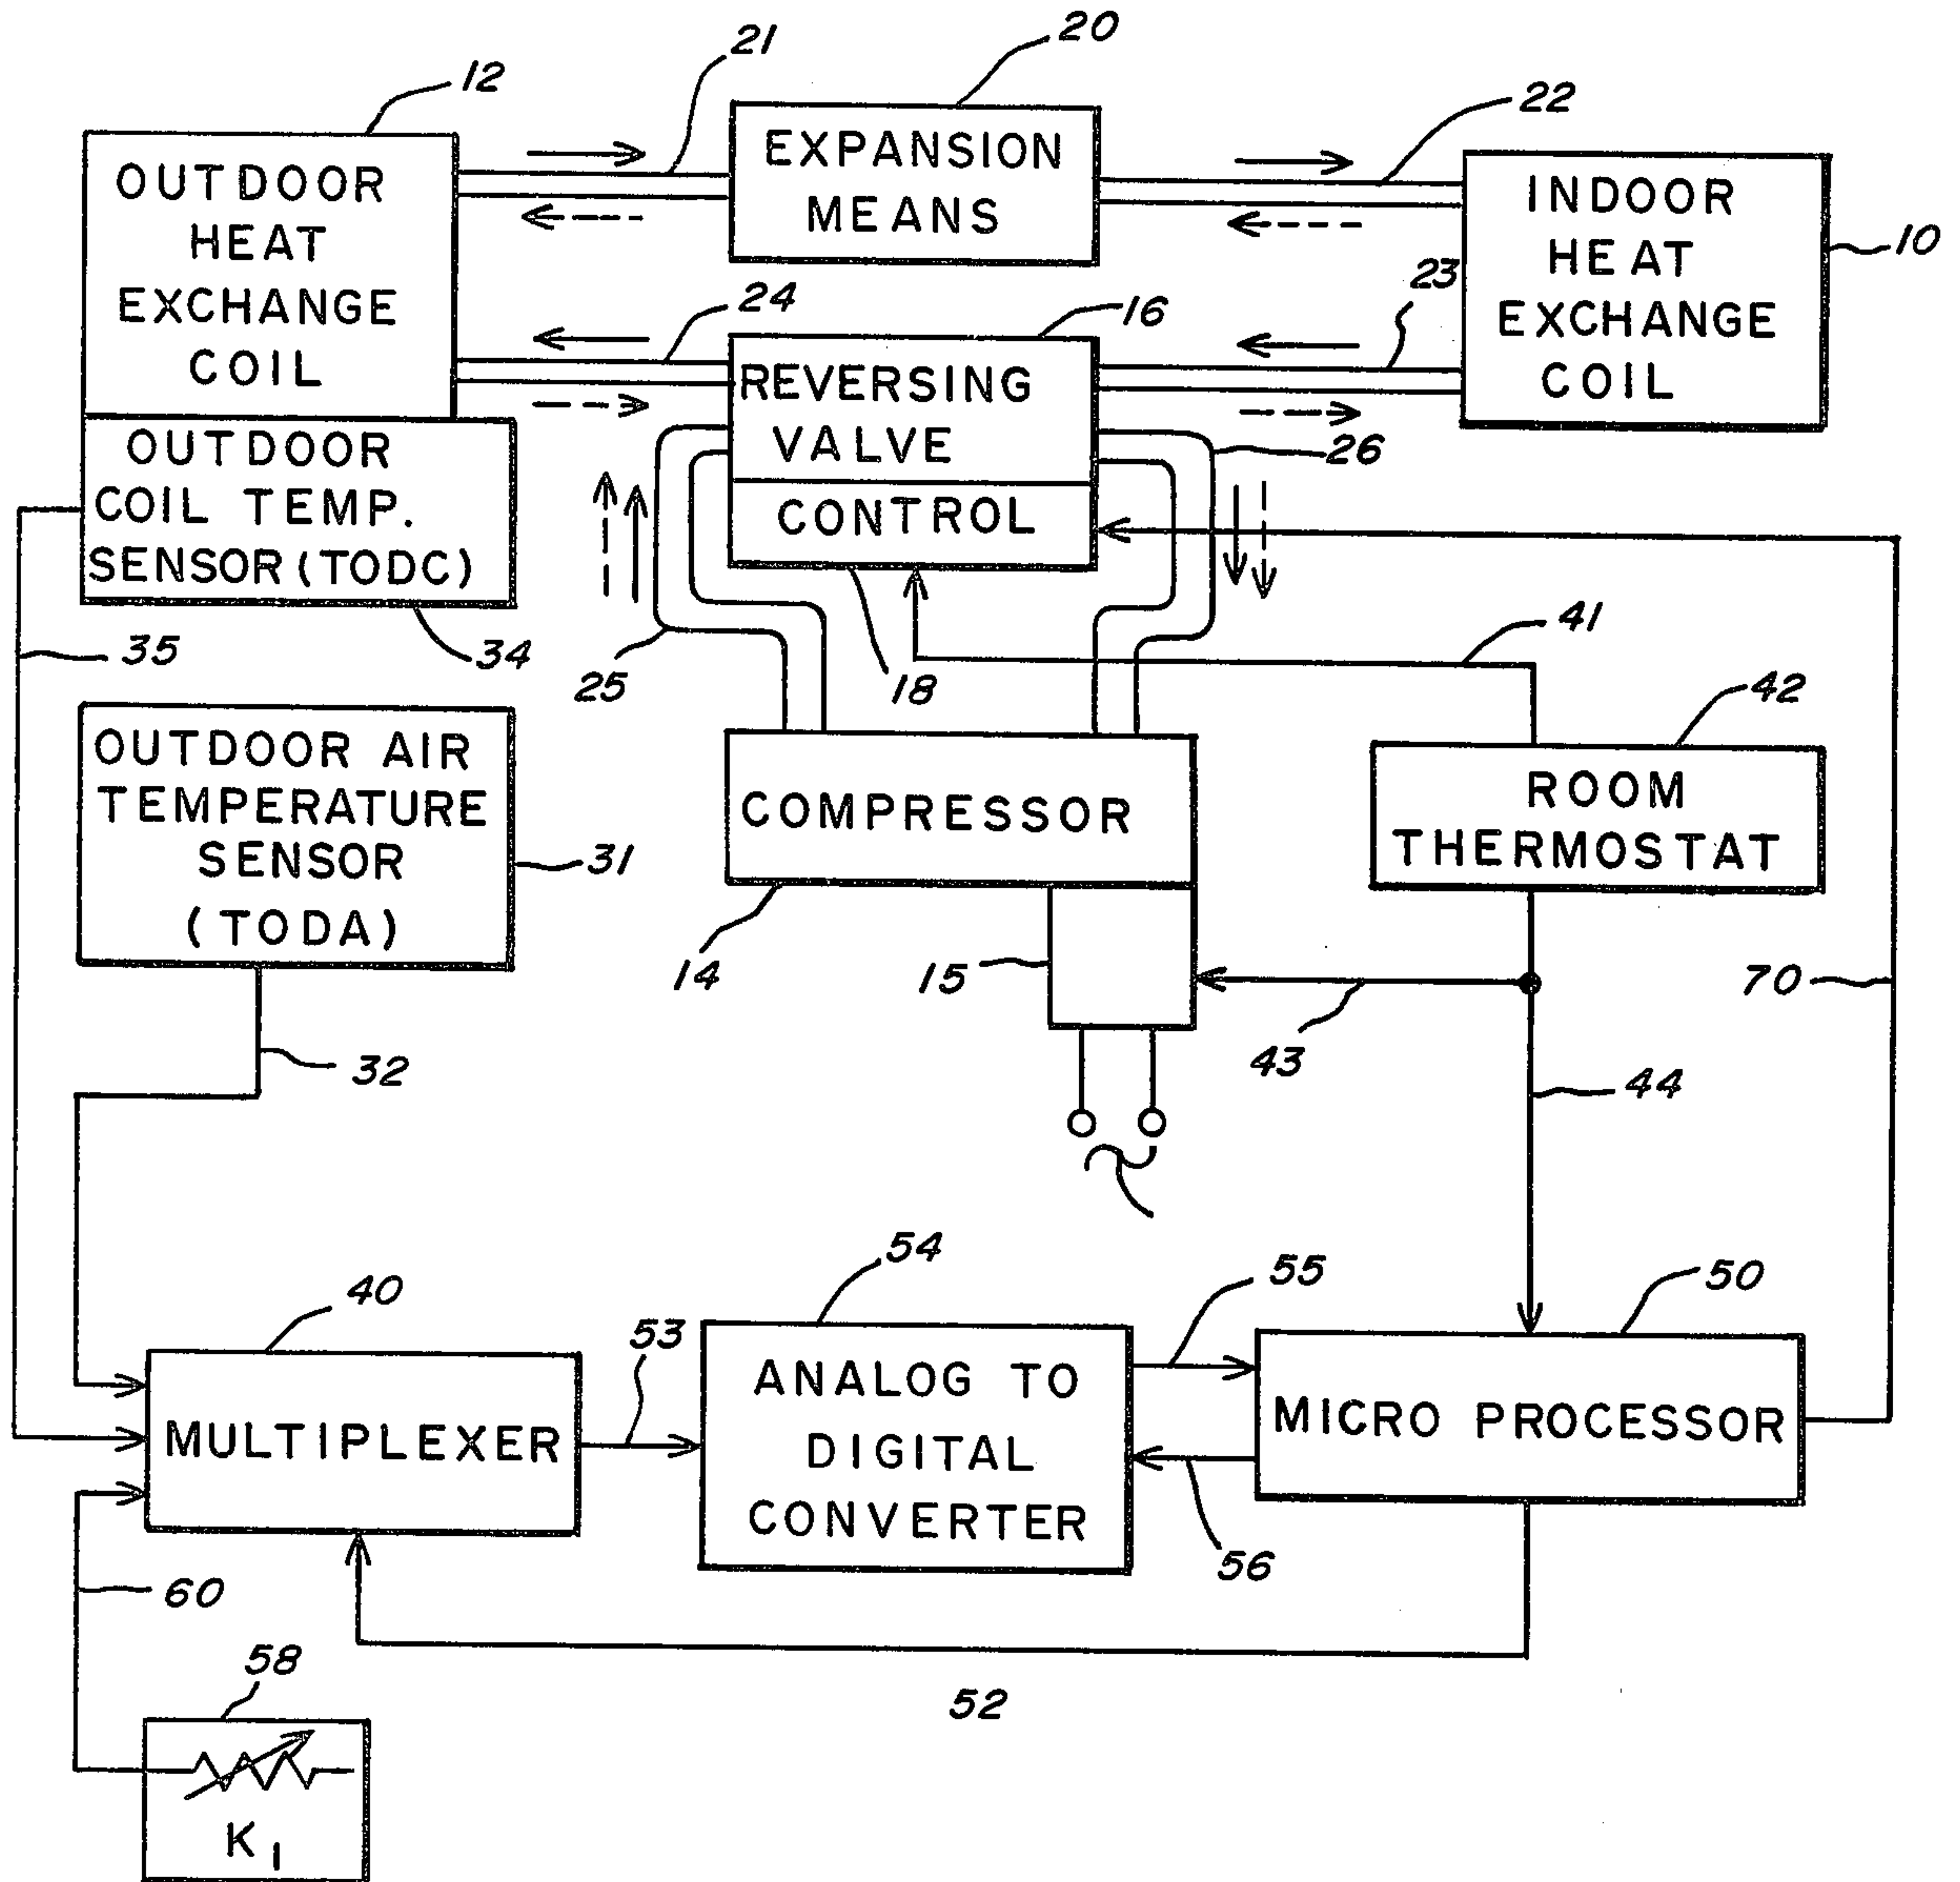 12
21
20
22
OUTDOOR
HEAT
EXCHANGE
COIL
EXPANSION
MEANS
INDOOR
HEAT
EXCHANGE
COIL
10
23
24
16
REVERSING
VALVE
CONTROL
26
OUTDOOR
COIL TEMP.
SENSOR (TODC)
35
34
25
18
41
42
OUTDOOR AIR
TEMPERATURE
SENSOR
(TODA)
31
COMPRESSOR
ROOM
THERMOSTAT
14
15
70
32
43
44
54
55
50
40
53
MULTIPLEXER
ANALOG TO
DIGITAL
CONVERTER
MICRO PROCESSOR
56
60
58
52
K1